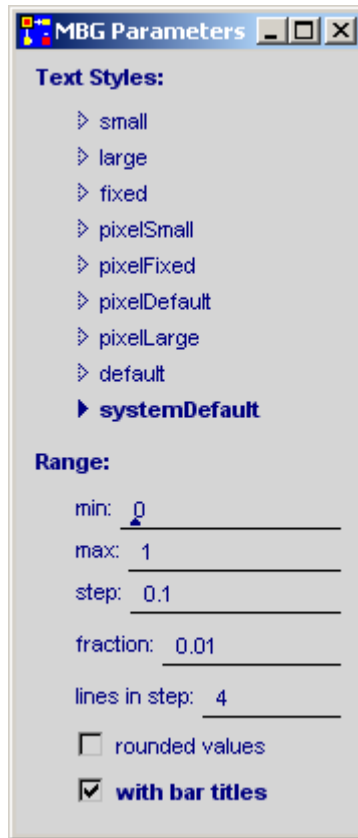 MBG Parameters
Text Styles:
small
large
fixed
pixelSmall
pixelFixed
pixelDefault
pixelLarge
default
systemDefault
Range:
min: 0
max: 1
step: 0.1
fraction: 0.01
lines in step: 4
rounded values
with bar titles